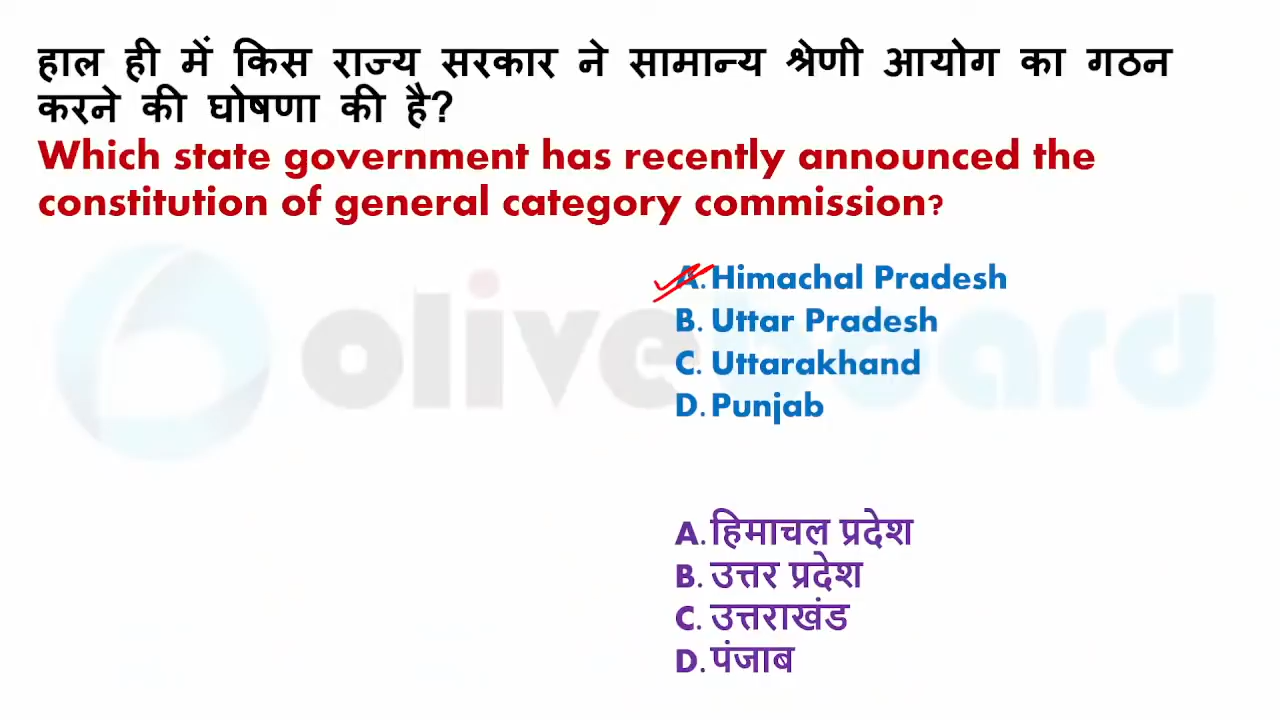 हाल ही में किस राज्य सरकार ने सामान्य श्रेणी आयोग का गठन
करने की घोषणा की है?
Which state government has recently announced the
constitution of general category commission?
A. Himachal Pradesh
B. Uttar Pradesh
C. Uttarakhand
D. Punjab
oliveboard
A. हिमाचल प्रदेश
B. उत्तर प्रदेश
C. उत्तराखंड
D. पंजाब